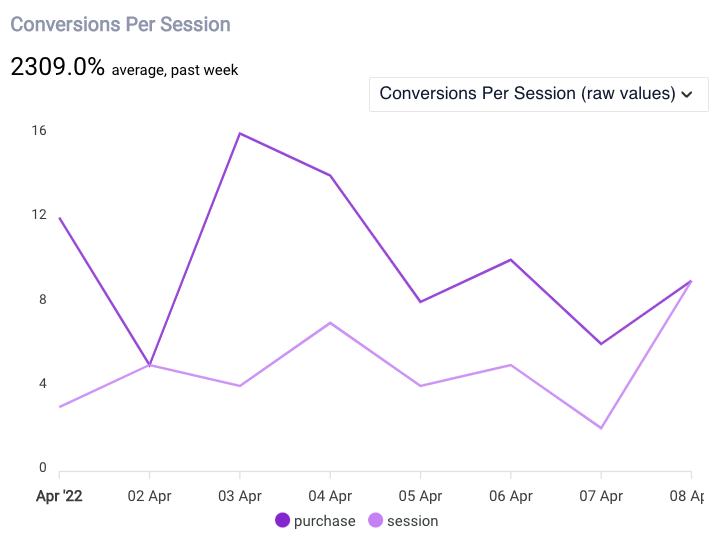 Conversions Per Session
2309.0% average, past week
Conversions Per Session (raw values)
16
12
8
4
0
Apr '22 02 Apr 03 Apr 04 Apr 05 Apr 06 Apr 07 Apr 08 Ap
purchase session